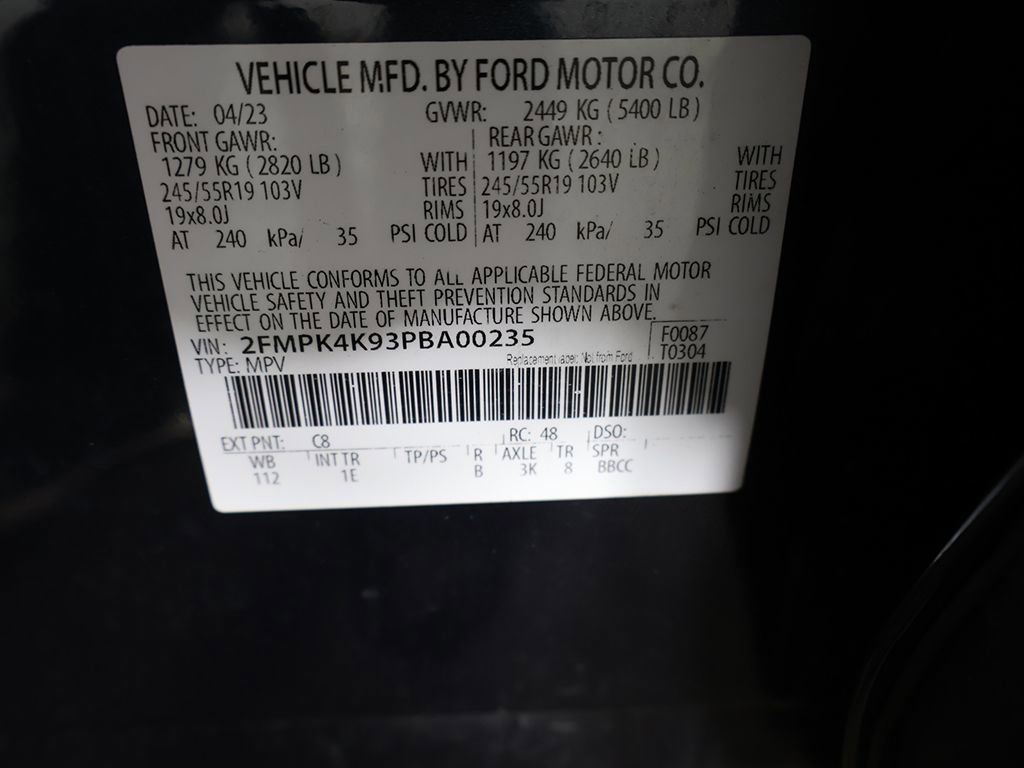 VEHICLE MFD. BY FORD MOTOR CO.
DATE: 04/23 GVWR: 2449 KG ( 5400 LB )
FRONT GAWR: REAR GAWR :
1279 KG ( 2820 LB ) WITH 1197 KG ( 2640 LB ) WITH
245/55R19 103V TIRES 245/55R19 103V TIRES
19x8.0J RIMS 19x8.0J RIMS
AT 240 kPa/ 35 PSI COLD AT 240 kPa/ 35 PSI COLD
THIS VEHICLE CONFORMS TO ALL APPLICABLE FEDERAL MOTOR
VEHICLE SAFETY AND THEFT PREVENTION STANDARDS IN
EFFECT ON THE DATE OF MANUFACTURE SHOWN ABOVE.
VIN: 2FMPK4K93PBA00235 F0087
TYPE: MPV Replacement label: Not from Ford T0304
EXT PNT: C8 RC: 48 DSO:
WB INT TR TP/PS R AXLE TR SPR
112 1E B 3K 8 BBCC